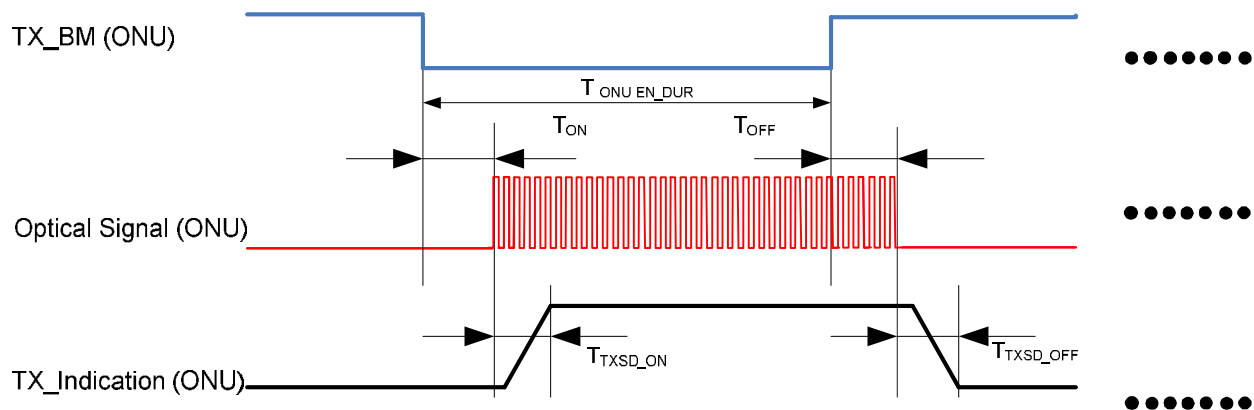 TX_BM (ONU)
T ONU EN_DUR
TON
TOFF
Optical Signal (ONU)
TTXSD_ON
TTXSD_OFF
TX_Indication (ONU)